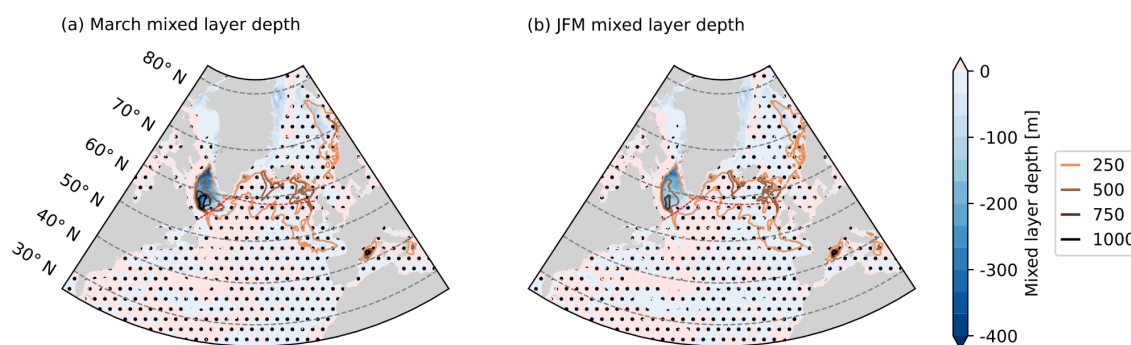 (a) March mixed layer depth
(b) JFM mixed layer depth
80° N
70° N
60° N
50° N
40° N
30° N
0
-100
-200
-300
-400
Mixed layer depth [m]
250
500
750
1000